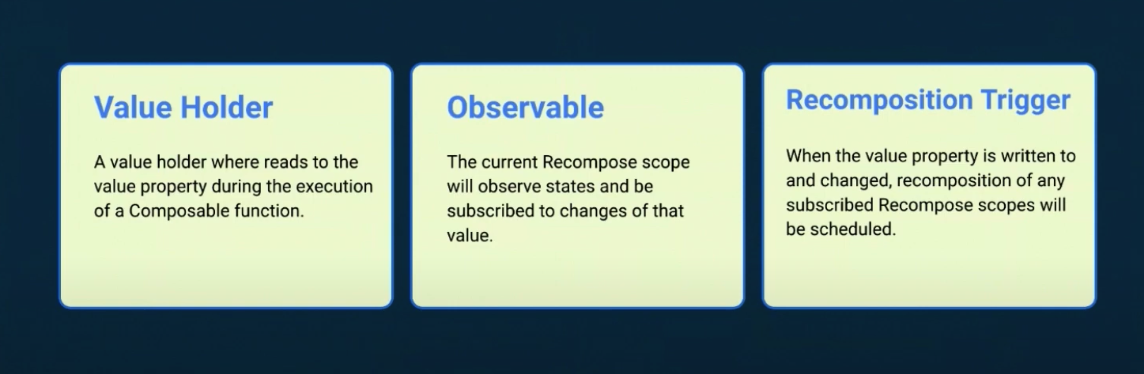 Value Holder
A value holder where reads to the
value property during the execution
of a Composable function.
Observable
The current Recompose scope
will observe states and be
subscribed to changes of that
value.
Recomposition Trigger
When the value property is written to
and changed, recomposition of any
subscribed Recompose scopes will
be scheduled.